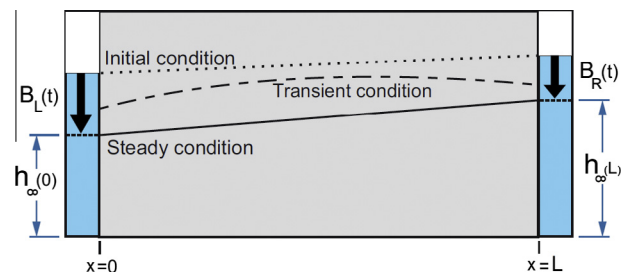 Initial condition
B_L(t)
B_R(t)
Transient condition
Steady condition
h_∞(0)
h_∞(L)
x=0
x=L